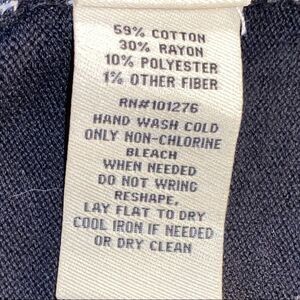 59% COTTON
30% RAYON
10% POLYESTER
1% OTHER FIBER
RN#101276
HAND WASH COLD
ONLY NON-CHLORINE
BLEACH
WHEN NEEDED
DO NOT WRING
RESHAPE,
LAY FLAT TO DRY
COOL IRON IF NEEDED
OR DRY CLEAN